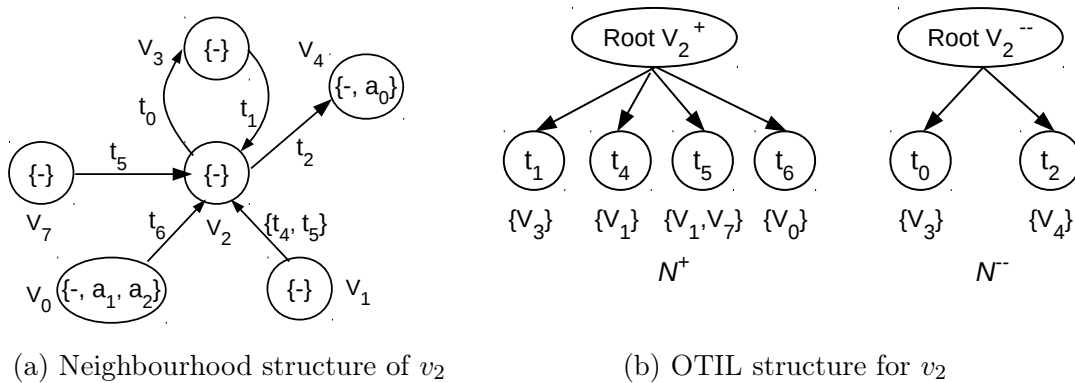 V3
{-}
V4
{-, a0}
t0
t1
t2
{-}
V7
t5
{-}
V2
t6
{t4, t5}
V0
{-, a1, a2}
{-}
V1
(a) Neighbourhood structure of v2
Root V2+
t1 t4 t5 t6
{V3} {V1} {V1,V7} {V0}
N+
Root V2--
t0 t2
{V3} {V4}
N--
(b) OTIL structure for v2